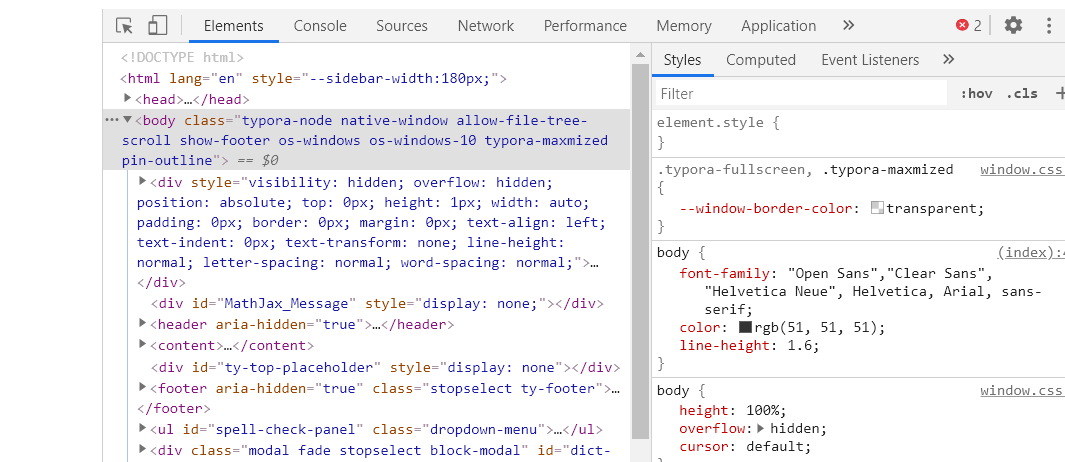 Elements Console Sources Network Performance Memory Application » 2
<!DOCTYPE html>
<html lang="en" style="--sidebar-width:180px;">
<head>…</head>
<body class="typora-node native-window allow-file-tree-
scroll show-footer os-windows os-windows-10 typora-maxmized
pin-outline"> == $0
<div style="visibility: hidden; overflow: hidden;
position: absolute; top: 0px; height: 1px; width: auto;
padding: 0px; border: 0px; margin: 0px; text-align: left;
text-indent: 0px; text-transform: none; line-height:
normal; letter-spacing: normal; word-spacing: normal;">…
</div>
<div id="MathJax_Message" style="display: none;"></div>
<header aria-hidden="true">…</header>
<content>…</content>
<div id="ty-top-placeholder" style="display: none"></div>
<footer aria-hidden="true" class="stopselect ty-footer">…
</footer>
<ul id="spell-check-panel" class="dropdown-menu">…</ul>
<div class="modal fade stopselect block-modal" id="dict-
Styles Computed Event Listeners »
Filter :hov .cls +
element.style {
}
.typora-fullscreen, .typora-maxmized window.css:
{
--window-border-color: transparent;
}
body { (index):4
font-family: "Open Sans","Clear Sans",
"Helvetica Neue", Helvetica, Arial, sans-
serif;
color: rgb(51, 51, 51);
line-height: 1.6;
}
body { window.css:
height: 100%;
overflow: hidden;
cursor: default;